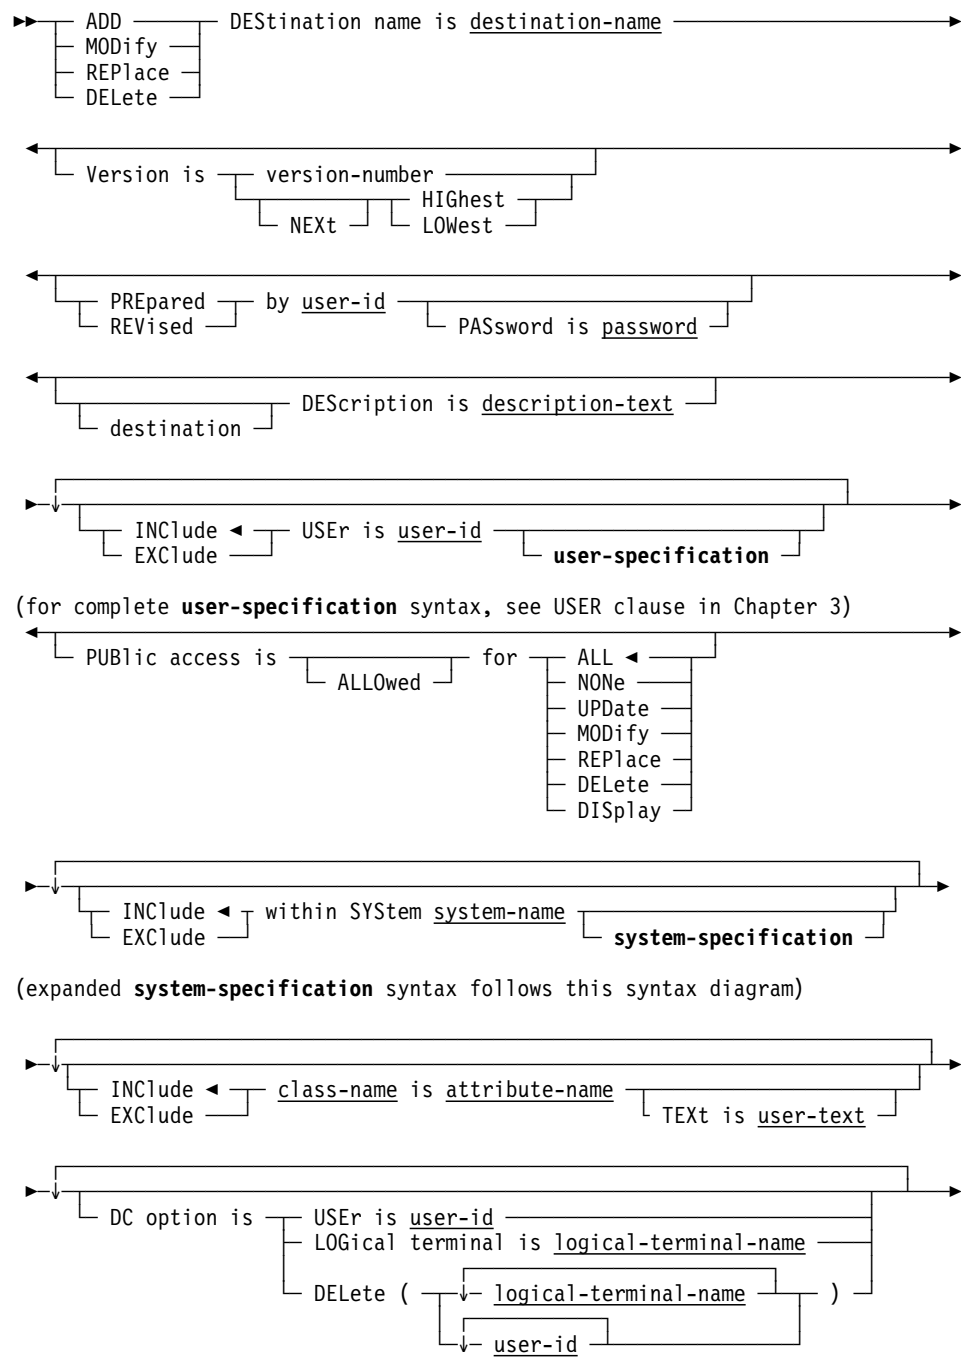 ADD DEStination name is destination-name
MODify
REPlace
DELete
Version is version-number
HIGhest
NEXt LOWest
PREpared by user-id
REVised PASsword is password
DEScription is description-text
destination
INClude USEr is user-id
EXClude user-specification
(for complete user-specification syntax, see USER clause in Chapter 3)
PUBlic access is for ALL
ALLOwed NONe
UPDate
MODify
REPlace
DELete
DISplay
INClude within SYStem system-name
EXClude system-specification
(expanded system-specification syntax follows this syntax diagram)
INClude class-name is attribute-name
EXClude TEXt is user-text
DC option is USEr is user-id
LOGical terminal is logical-terminal-name
DELete ( logical-terminal-name )
user-id